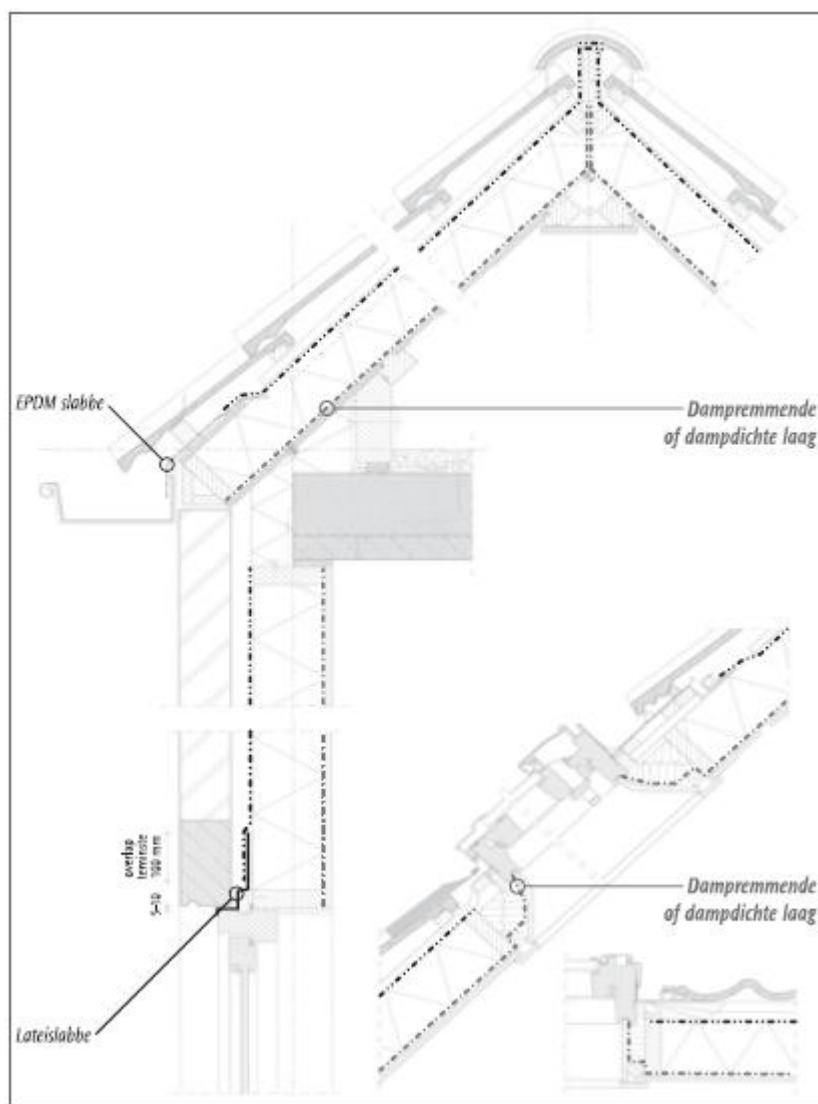 EPDM slabbe
Dampremmende
of dampdichte laag
overlap
tenminste
100 mm
5-10
Dampremmende
of dampdichte laag
Lateislabbe